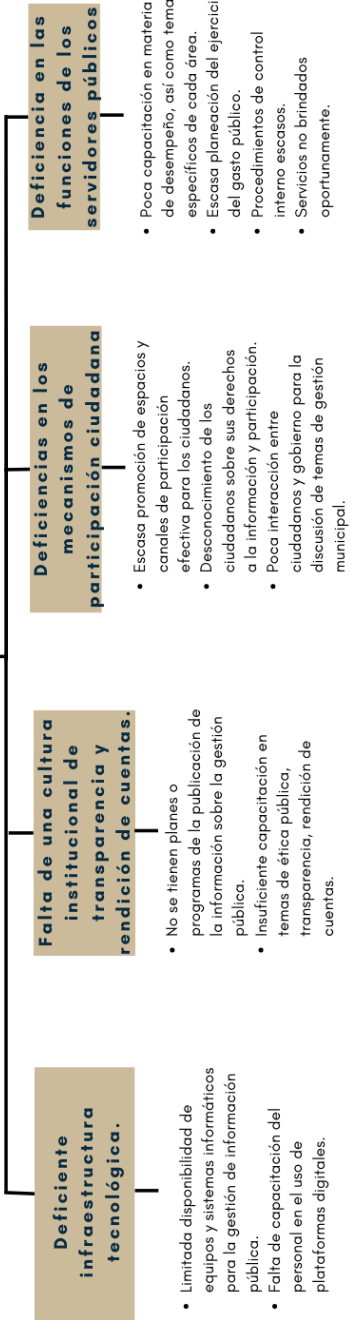 Deficiente
infraestructura
tecnológica.
Limitada disponibilidad de
equipos y sistemas informáticos
para la gestión de información
pública.
Falta de capacitación del
personal en el uso de
plataformas digitales.
Falta de una cultura
institucional de
transparencia y
rendición de cuentas.
No se tienen planes o
programas de la publicación de
la información sobre la gestión
pública.
Insuficiente capacitación en
temas de ética pública,
transparencia, rendición de
cuentas.
Deficiencias en los
mecanismos de
participación ciudadana
Escasa promoción de espacios y
canales de participación
efectiva para los ciudadanos.
Desconocimiento de los
ciudadanos sobre sus derechos
a la información y participación.
Poca interacción entre
ciudadanos y gobierno para la
discusión de temas de gestión
municipal.
Deficiencia en las
funciones de los
servidores públicos
Poca capacitación en materia
de desempeño, así como tema
específicos de cada área.
Escasa planeación del ejercici
del gasto público.
Procedimientos de control
interno escasos.
Servicios no brindados
oportunamente.